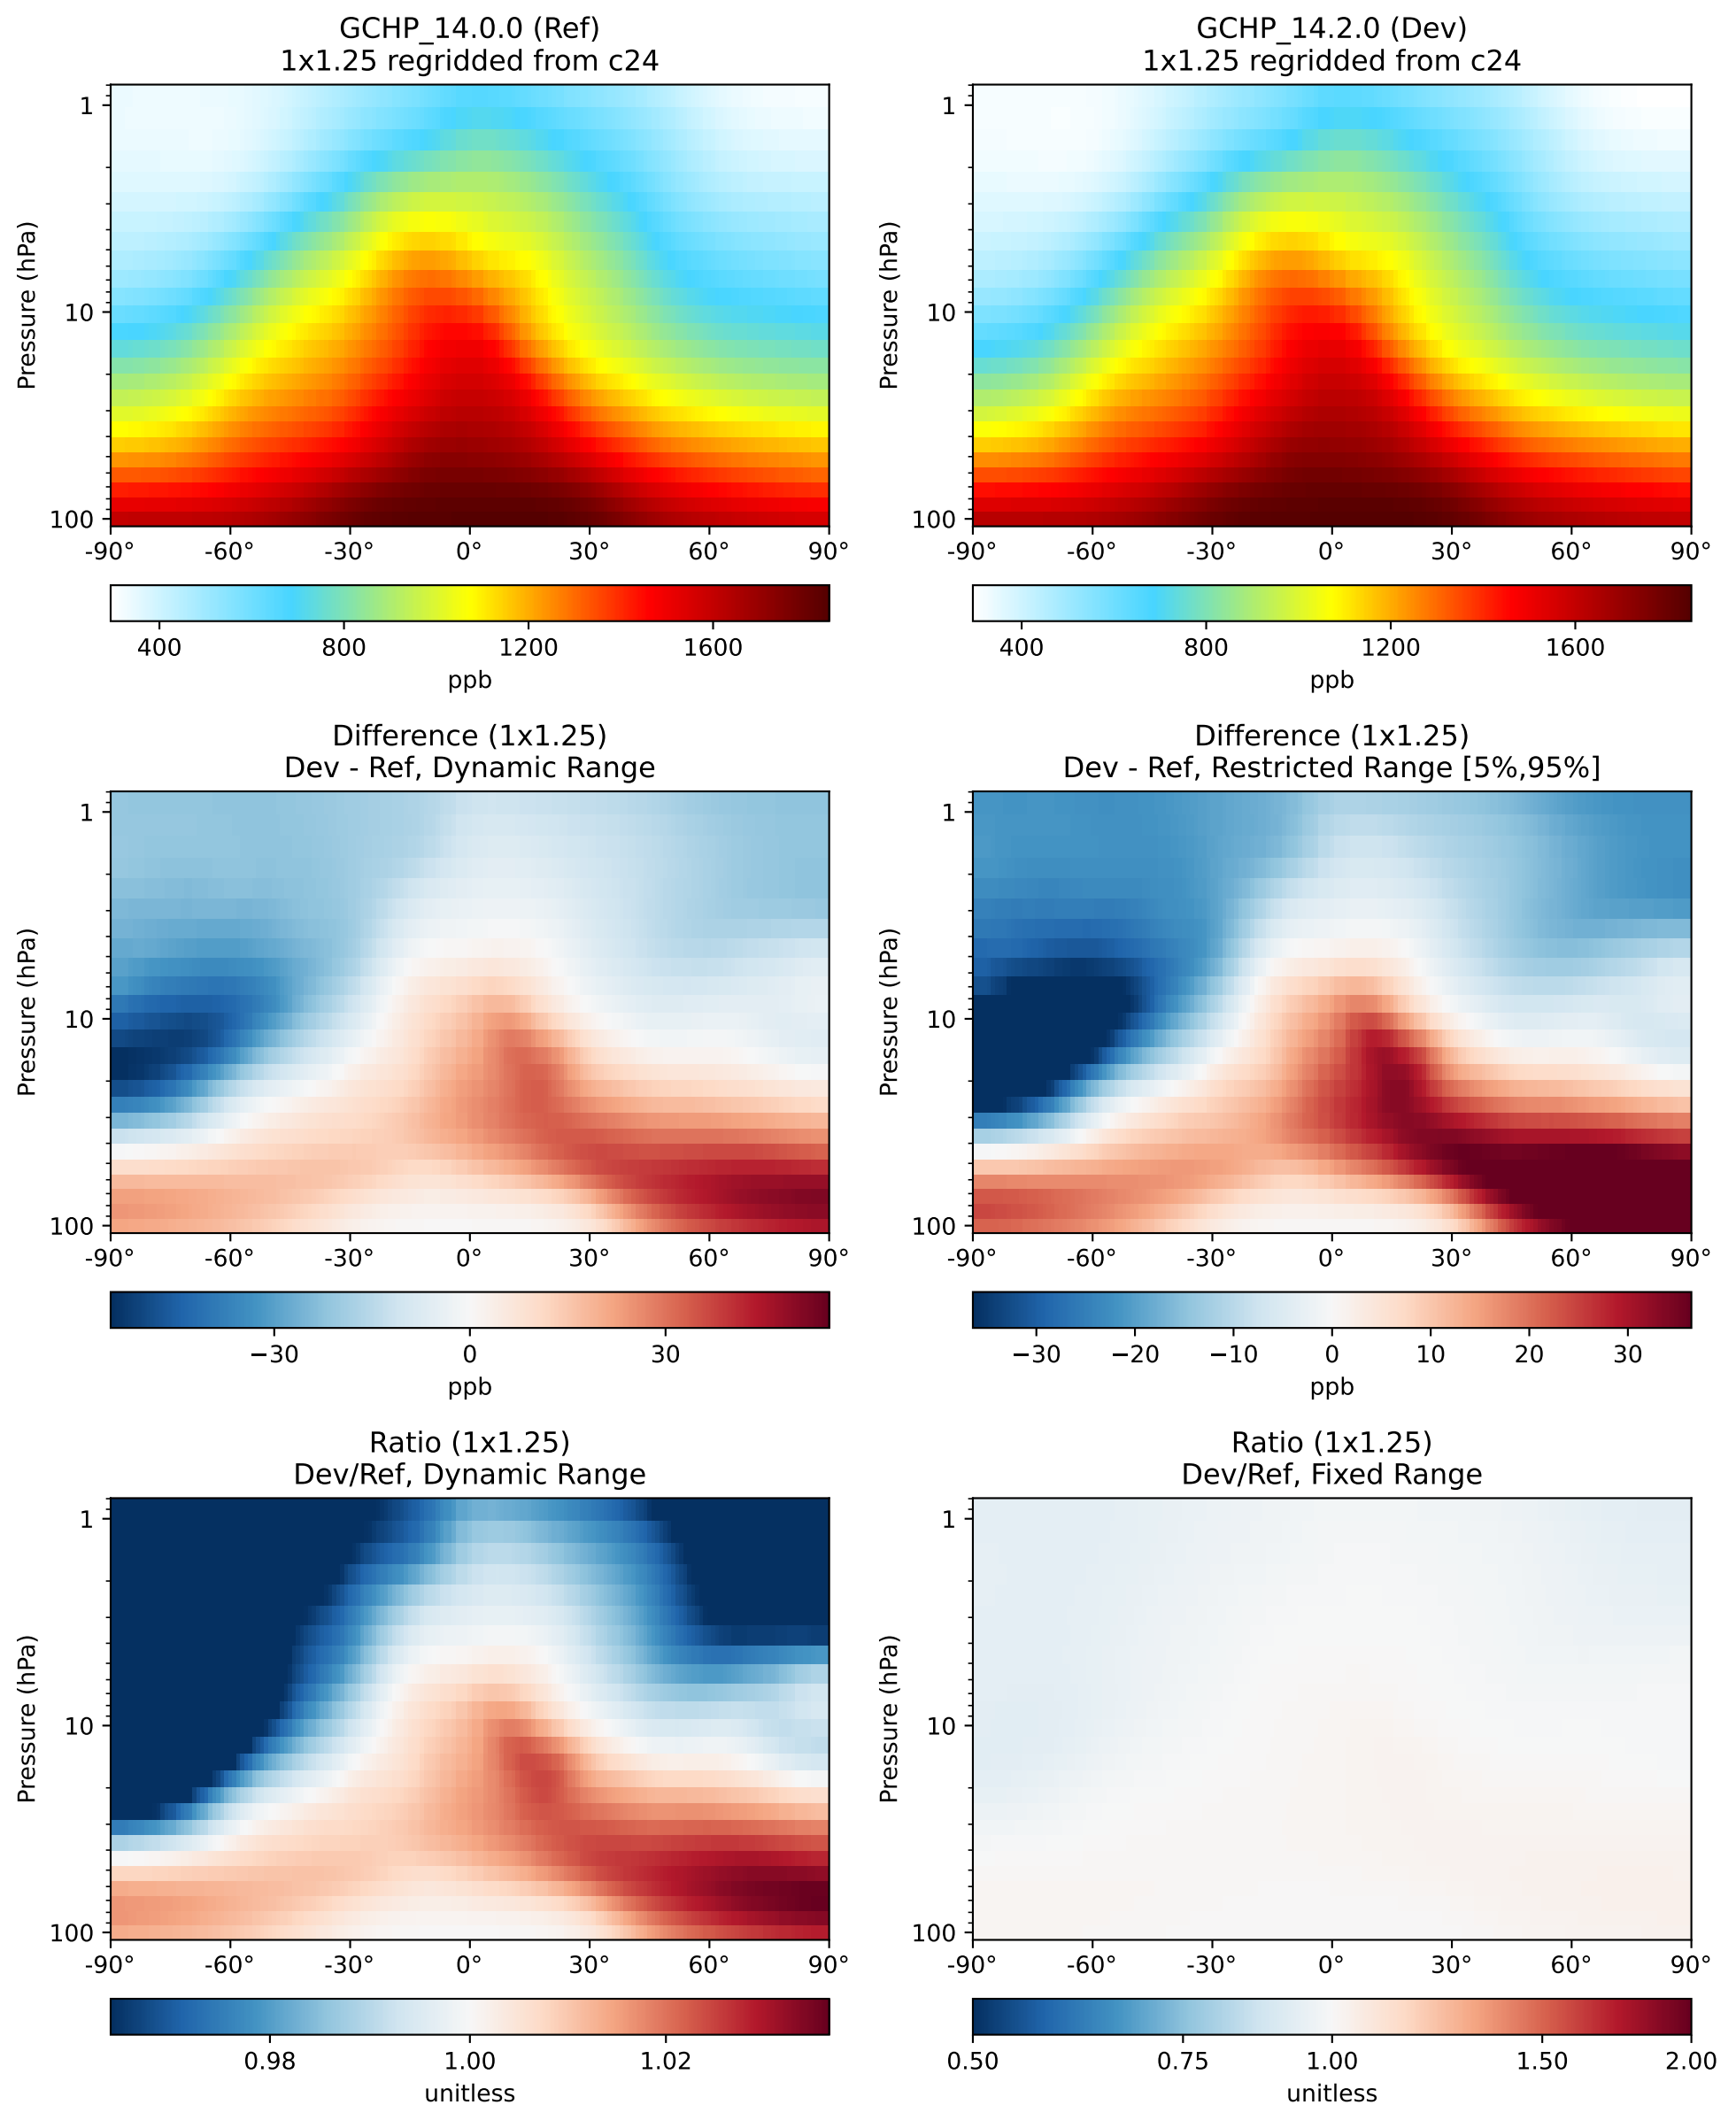 GCHP_14.0.0 (Ref)
1x1.25 regridded from c24
Pressure (hPa)
1
10
100
-90° -60° -30° 0° 30° 60° 90°
400 800 1200 1600
ppb
GCHP_14.2.0 (Dev)
1x1.25 regridded from c24
Pressure (hPa)
1
10
100
-90° -60° -30° 0° 30° 60° 90°
400 800 1200 1600
ppb
Difference (1x1.25)
Dev - Ref, Dynamic Range
Pressure (hPa)
1
10
100
-90° -60° -30° 0° 30° 60° 90°
−30 0 30
ppb
Difference (1x1.25)
Dev - Ref, Restricted Range [5%,95%]
Pressure (hPa)
1
10
100
-90° -60° -30° 0° 30° 60° 90°
−30 −20 −10 0 10 20 30
ppb
Ratio (1x1.25)
Dev/Ref, Dynamic Range
Pressure (hPa)
1
10
100
-90° -60° -30° 0° 30° 60° 90°
0.98 1.00 1.02
unitless
Ratio (1x1.25)
Dev/Ref, Fixed Range
Pressure (hPa)
1
10
100
-90° -60° -30° 0° 30° 60° 90°
0.50 0.75 1.00 1.50 2.00
unitless